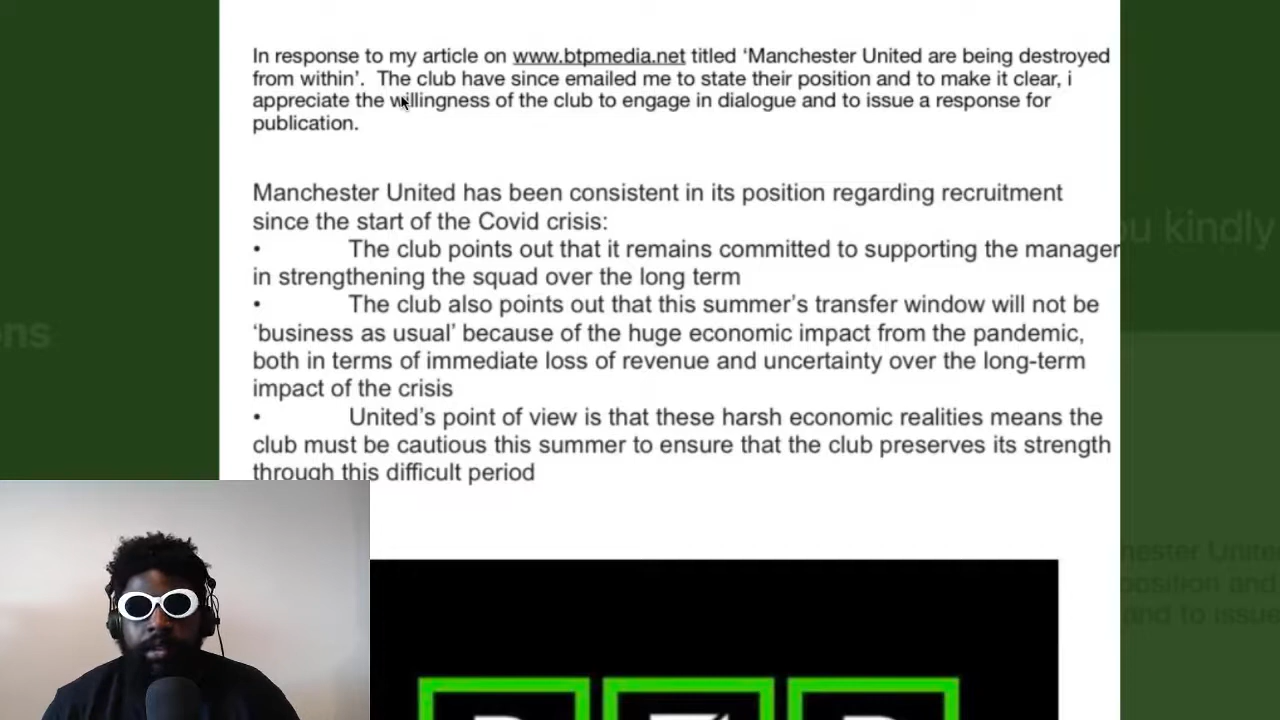 In response to my article on www.btpmedia.net titled ‘Manchester United are being destroyed
from within’. The club have since emailed me to state their position and to make it clear, i
appreciate the willingness of the club to engage in dialogue and to issue a response for
publication.
Manchester United has been consistent in its position regarding recruitment
since the start of the Covid crisis:
• The club points out that it remains committed to supporting the manager
in strengthening the squad over the long term
• The club also points out that this summer’s transfer window will not be
‘business as usual’ because of the huge economic impact from the pandemic,
both in terms of immediate loss of revenue and uncertainty over the long-term
impact of the crisis
• United’s point of view is that these harsh economic realities means the
club must be cautious this summer to ensure that the club preserves its strength
through this difficult period
kindly
and to issue